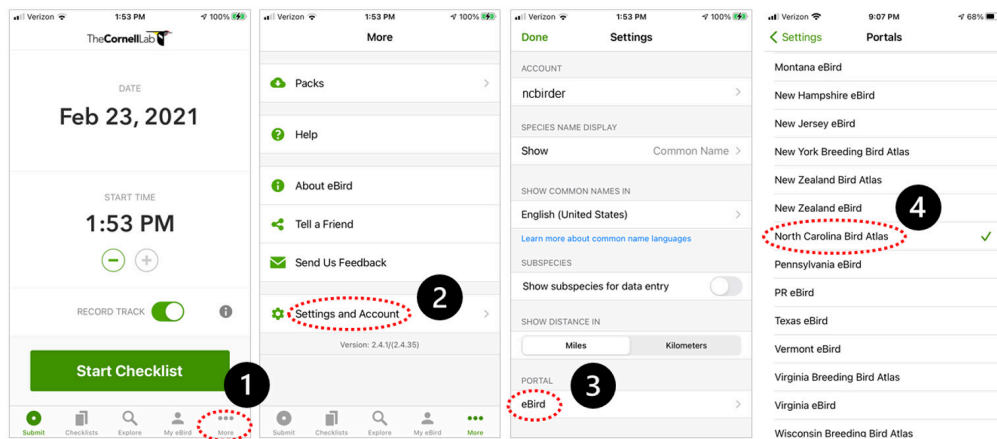 Verizon 1:53 PM 100%
TheCornellLab
DATE
Feb 23, 2021
START TIME
1:53 PM
RECORD TRACK
Start Checklist
1
Submit Checklists Explore My eBird More
Verizon 1:53 PM 100%
More
Packs
Help
About eBird
Tell a Friend
Send Us Feedback
2
Settings and Account
Version: 2.4.1/(2.4.35)
Submit Checklists Explore My eBird More
Verizon 1:53 PM 100%
Done Settings
ACCOUNT
ncbirder
SPECIES NAME DISPLAY
Show Common Name
SHOW COMMON NAMES IN
English (United States)
Learn more about common name languages
SUBSPECIES
Show subspecies for data entry
SHOW DISTANCE IN
Miles Kilometers
PORTAL
3
eBird
Verizon 9:07 PM 68%
Settings Portals
Montana eBird
New Hampshire eBird
New Jersey eBird
New York Breeding Bird Atlas
New Zealand Bird Atlas
New Zealand eBird
4
North Carolina Bird Atlas
Pennsylvania eBird
PR eBird
Texas eBird
Vermont eBird
Virginia Breeding Bird Atlas
Virginia eBird
Wisconsin Breeding Bird Atlas